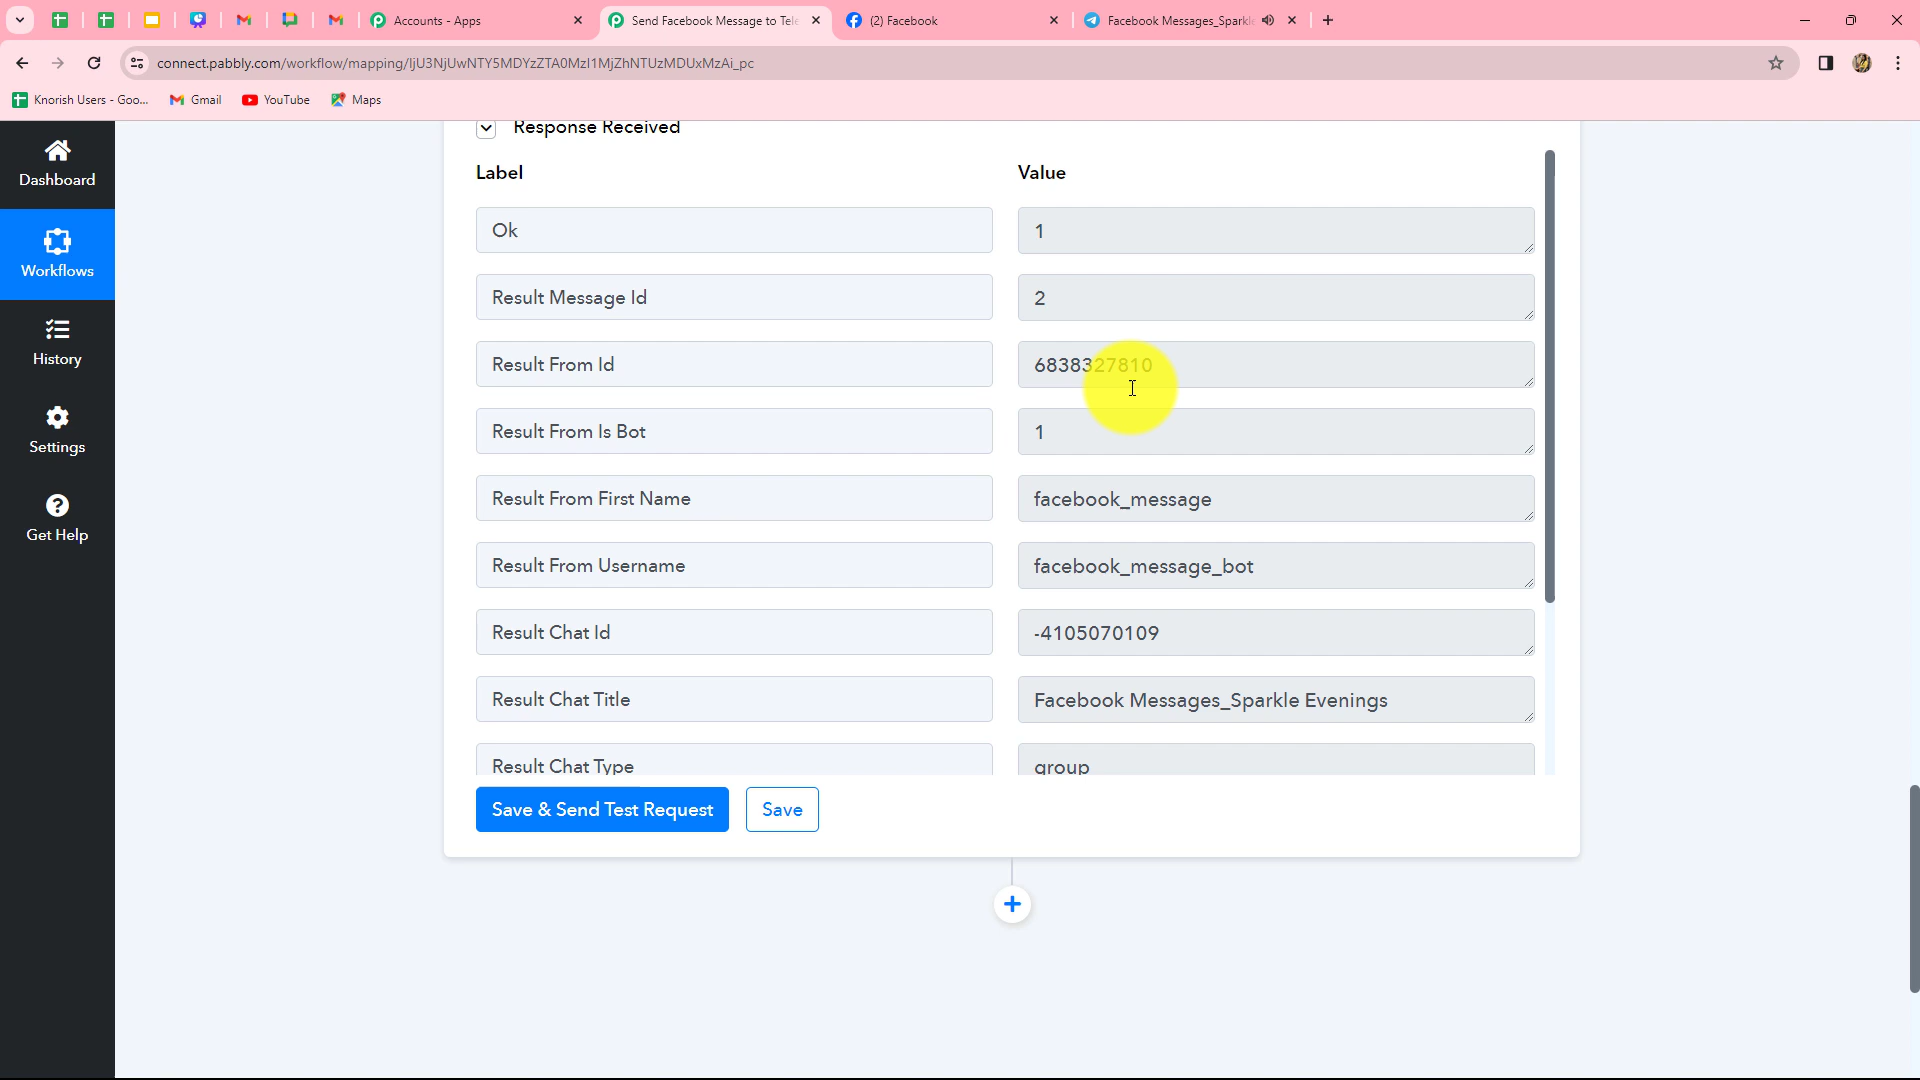 Accounts - Apps
Send Facebook Message to Tele
(2) Facebook
Facebook Messages_Sparkle
connect.pabbly.com/workflow/mapping/IjU3NjUwNTY5MDYzZTA0MzI1MjZhNTUzMDUxMzAi_pc
Knorish Users - Goo...
Gmail
YouTube
Maps
Dashboard
Workflows
History
Settings
Get Help
Response Received
Label
Value
Ok
1
Result Message Id
2
Result From Id
6838327810
Result From Is Bot
1
Result From First Name
facebook_message
Result From Username
facebook_message_bot
Result Chat Id
-4105070109
Result Chat Title
Facebook Messages_Sparkle Evenings
Result Chat Type
group
Save & Send Test Request
Save